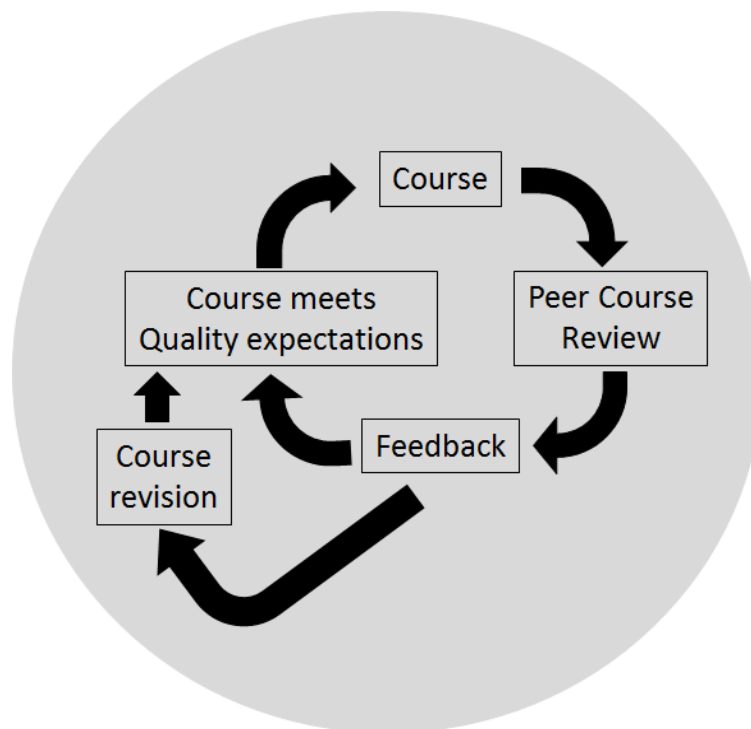 Course
Course meets
Quality expectations
Peer Course
Review
Feedback
Course
revision